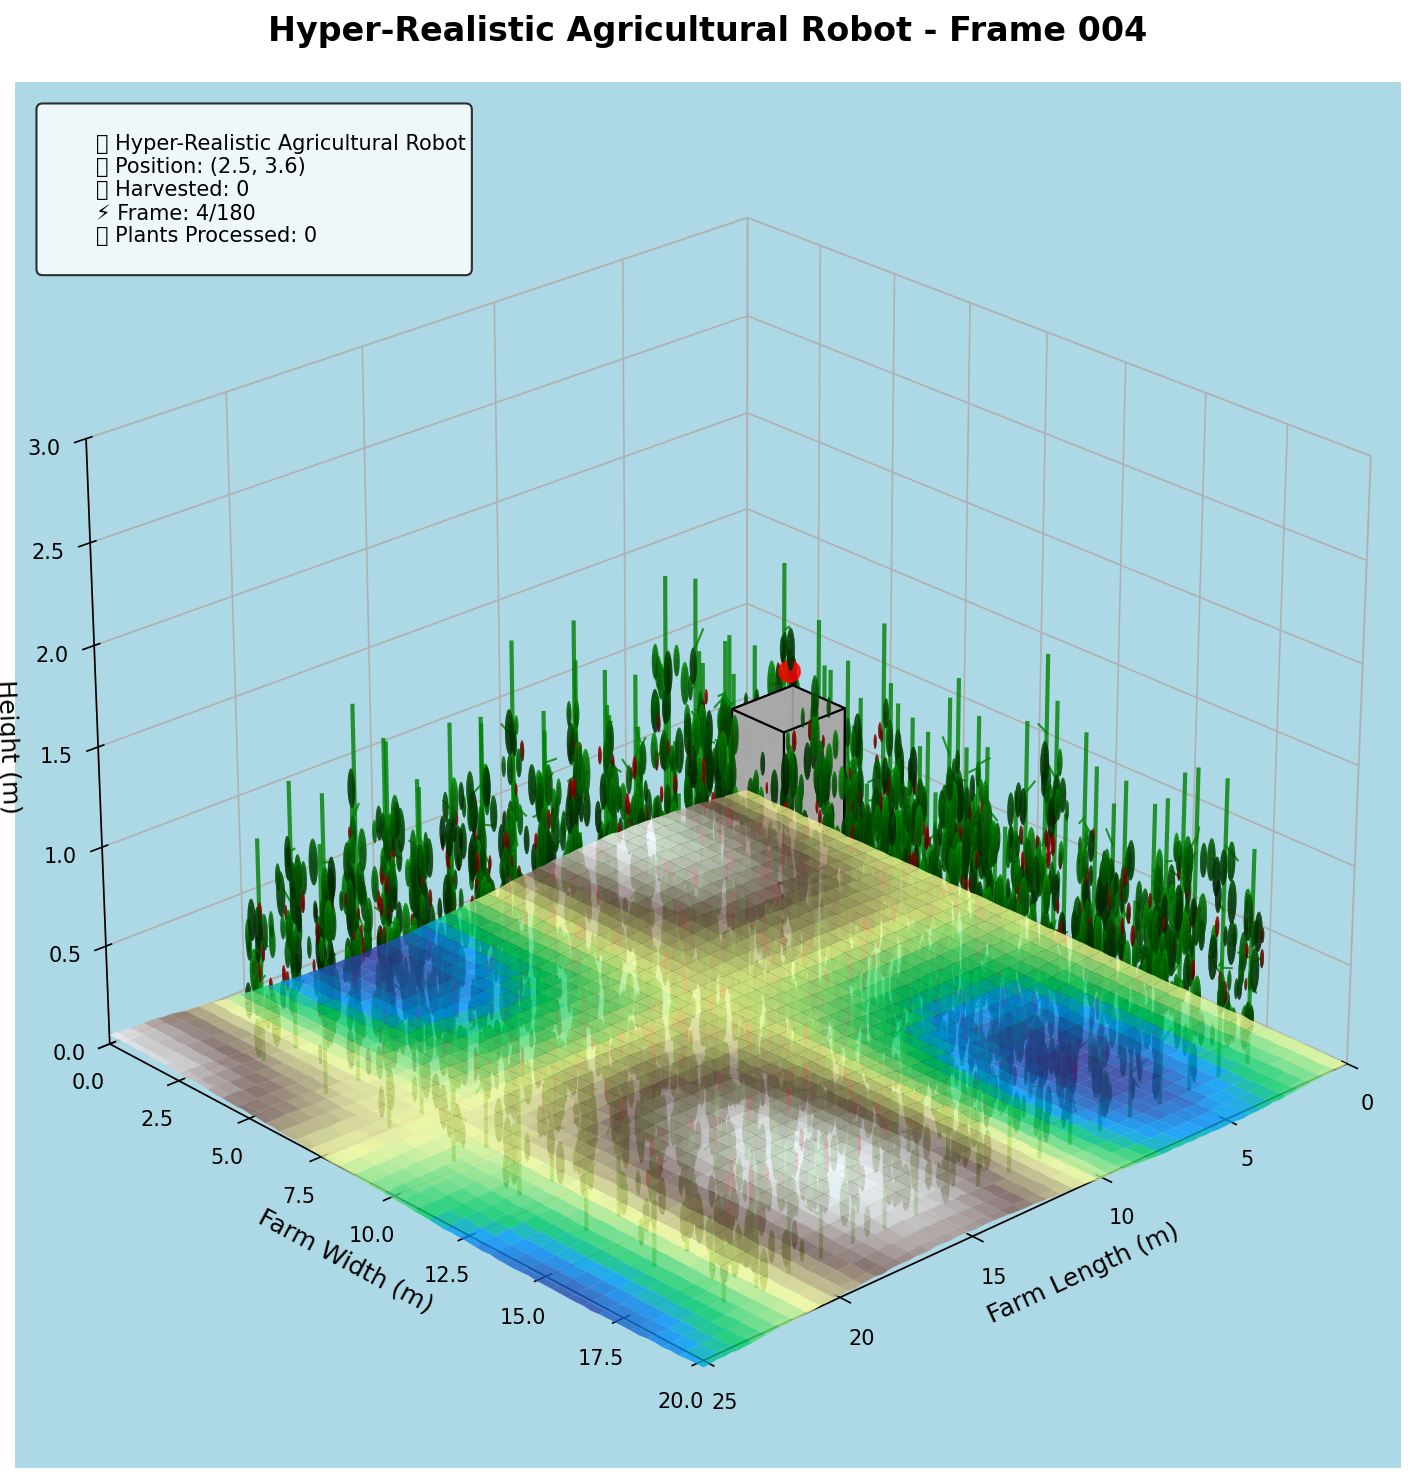 Hyper-Realistic Agricultural Robot - Frame 004
▯ Hyper-Realistic Agricultural Robot
▯ Position: (2.5, 3.6)
▯ Harvested: 0
⚡ Frame: 4/180
▯ Plants Processed: 0
3.0
2.5
2.0
1.5
1.0
0.5
0.0
Height (m)
0.0
2.5
5.0
7.5
10.0
12.5
15.0
17.5
20.0
Farm Width (m)
0
5
10
15
20
25
Farm Length (m)